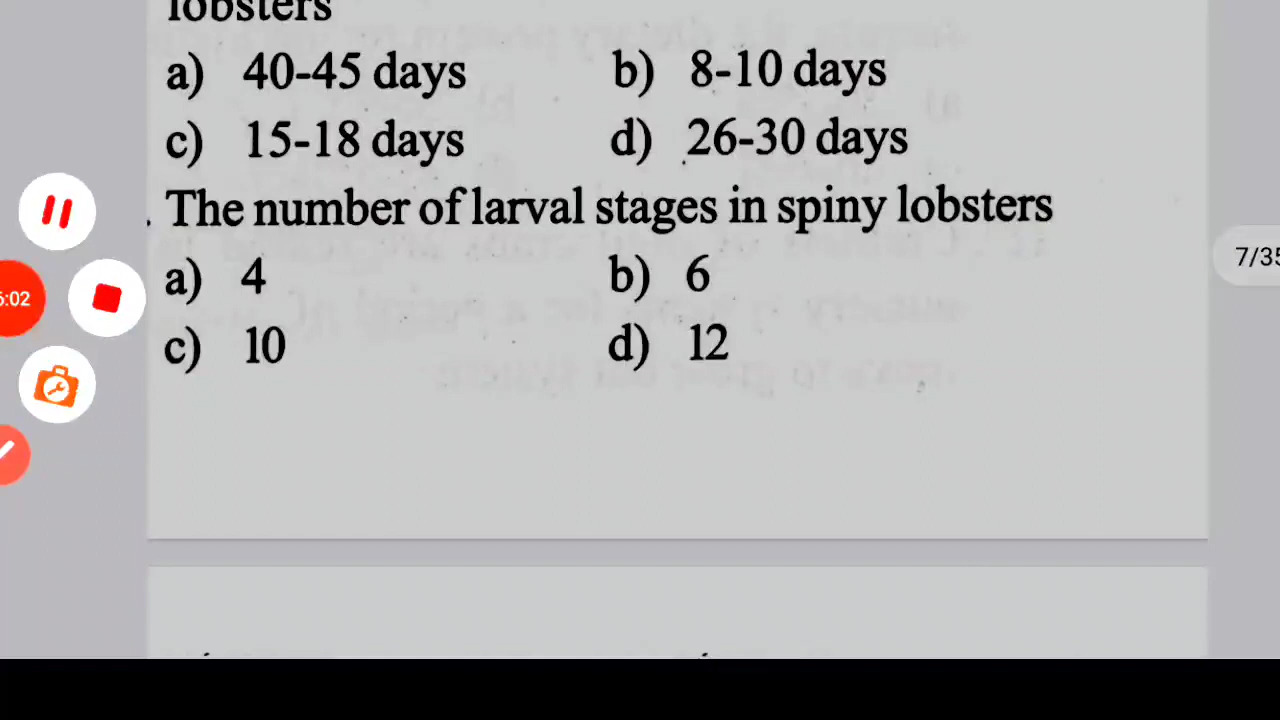 lobsters
a) 40-45 days b) 8-10 days
c) 15-18 days d) 26-30 days
. The number of larval stages in spiny lobsters
a) 4 b) 6
c) 10 d) 12
7/35
:02